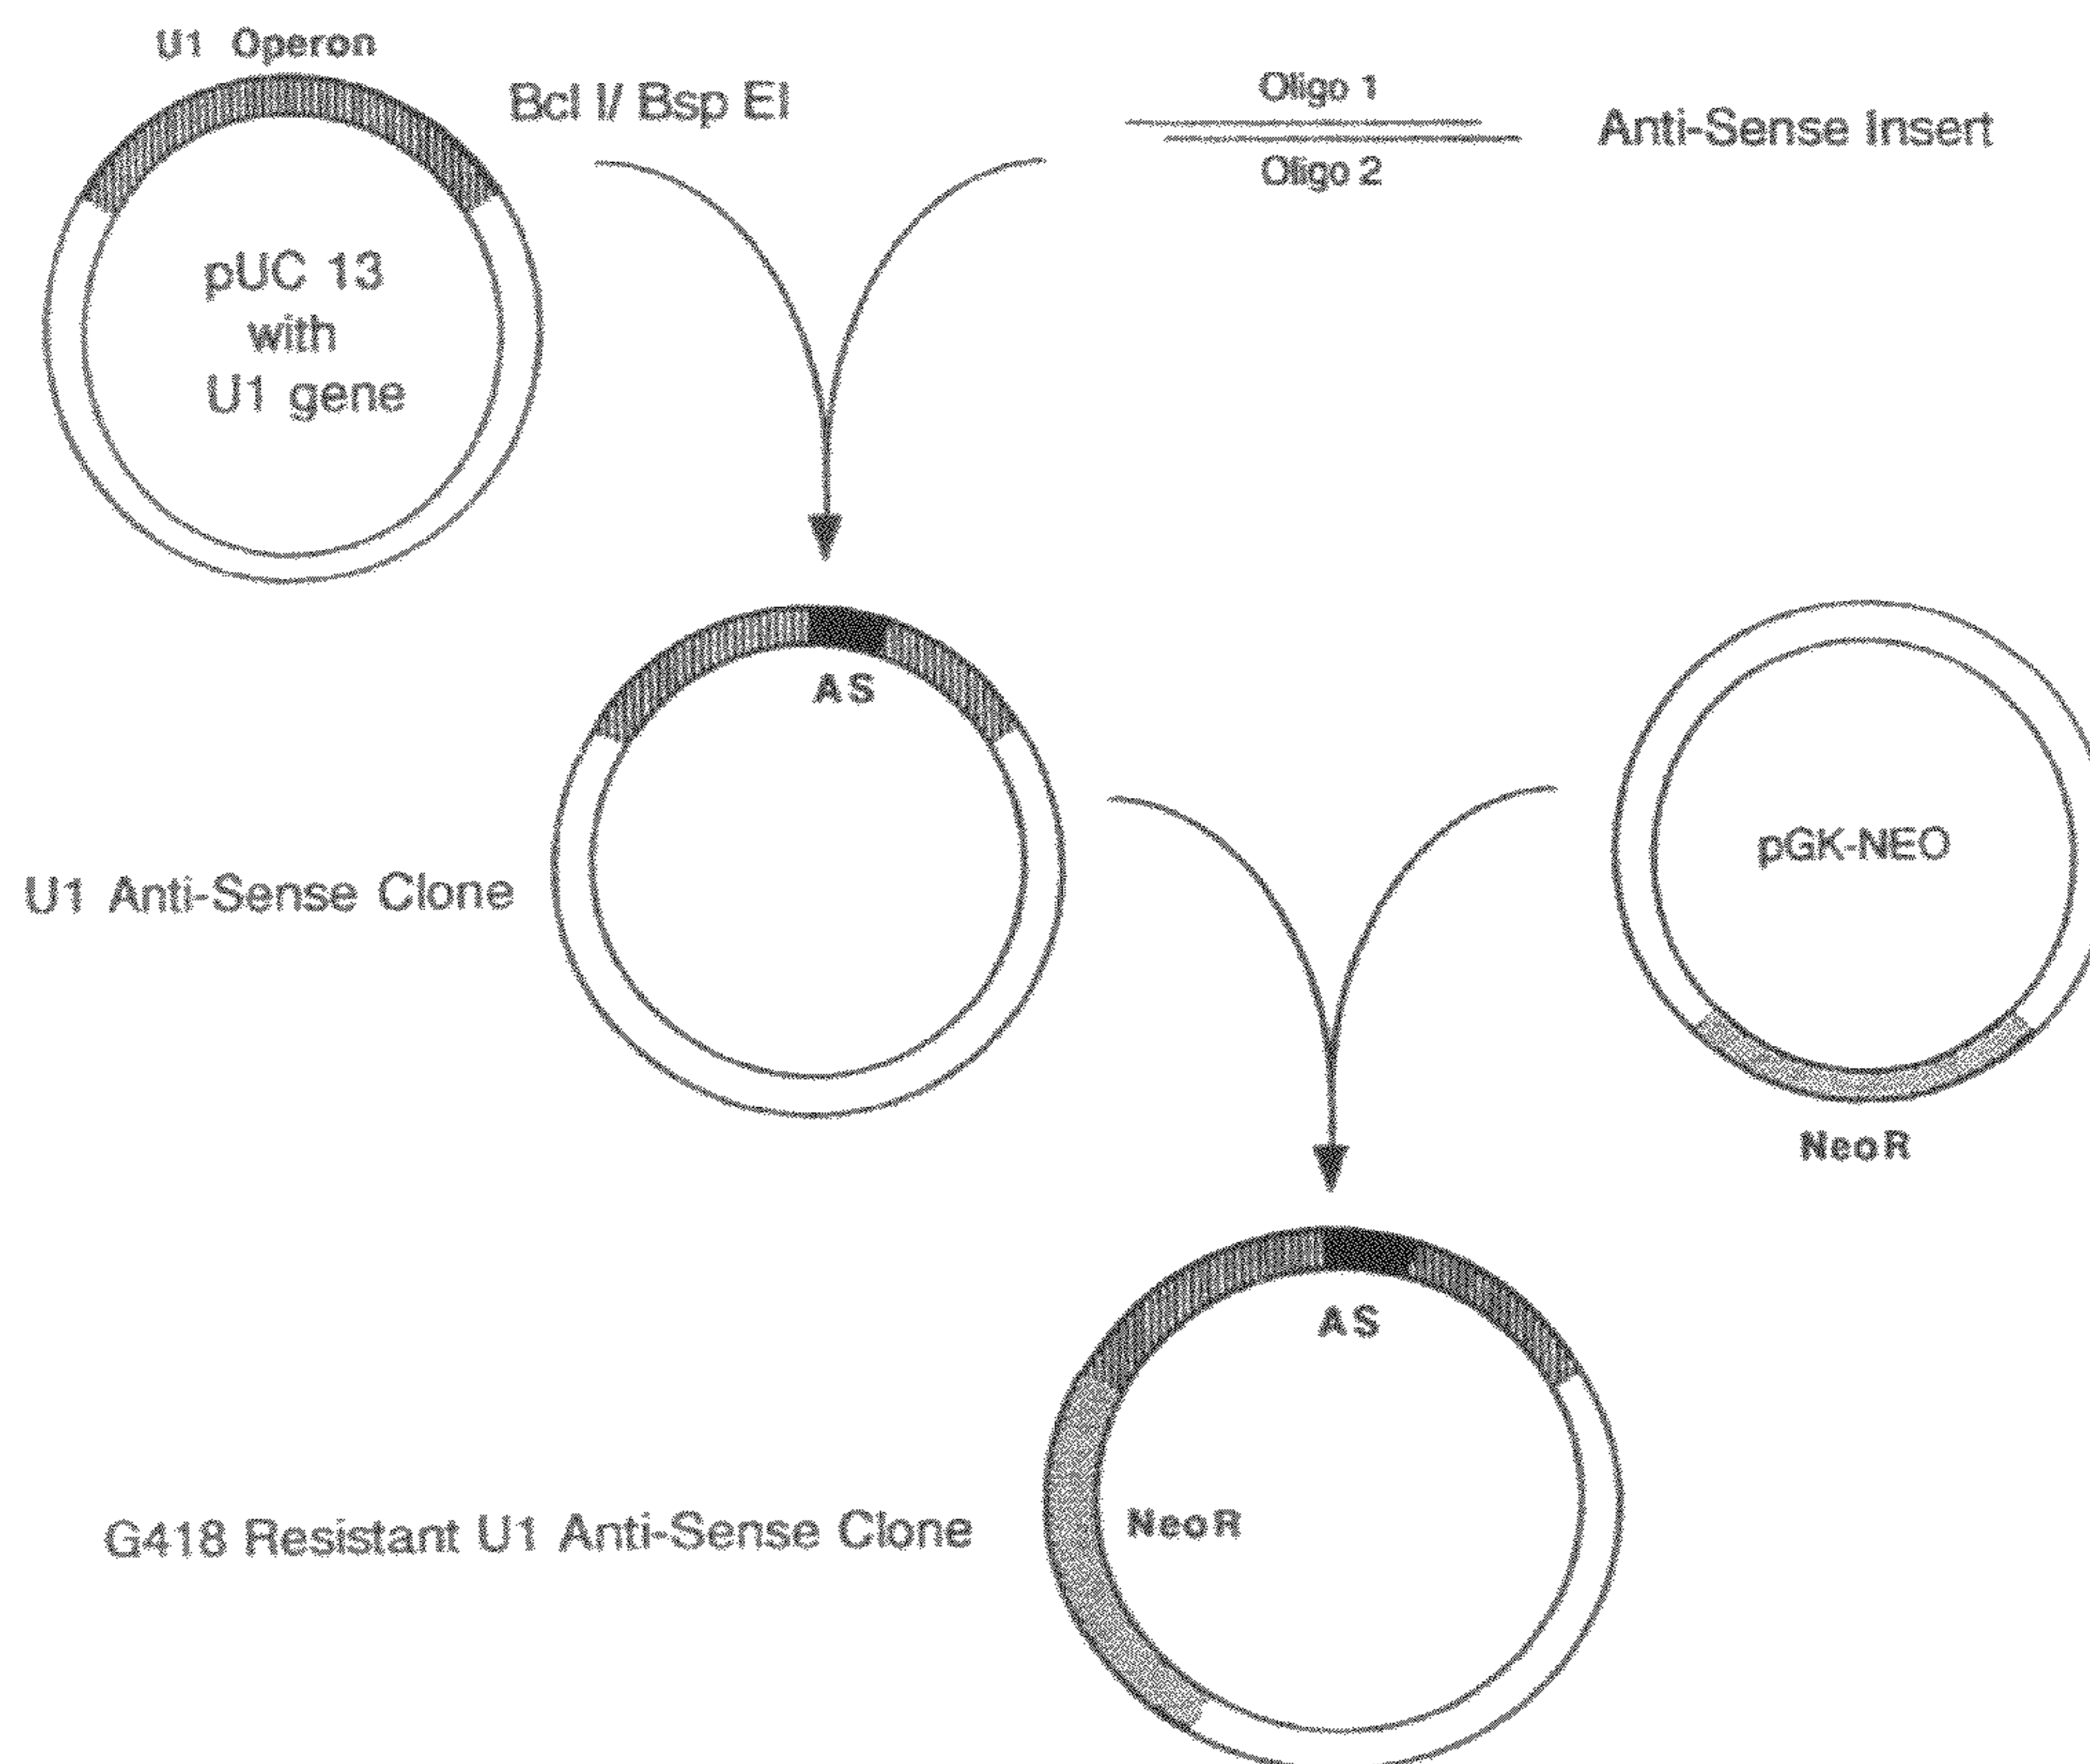 U1 Operon
Bcl I/ Bsp EI
Oligo 1
Oligo 2
Anti-Sense Insert
pUC 13
with
U1 gene
AS
U1 Anti-Sense Clone
pGK-NEO
NeoR
AS
NeoR
G418 Resistant U1 Anti-Sense Clone